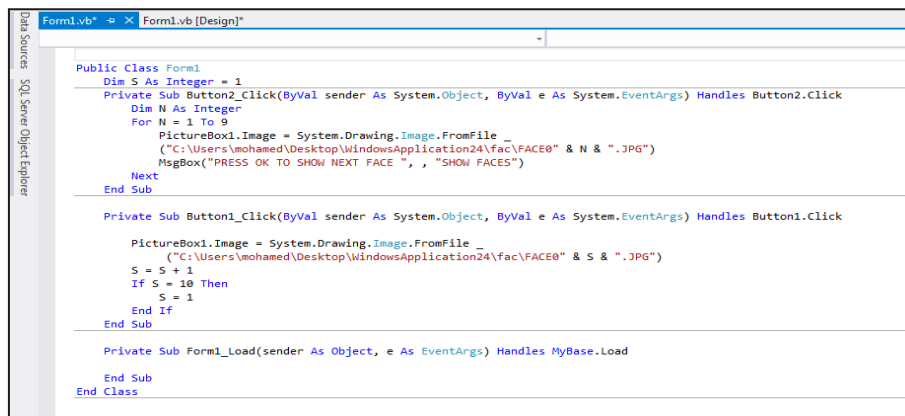 Form1.vb* Form1.vb [Design]*
Data Sources
SQL Server Object Explorer
Public Class Form1
    Dim S As Integer = 1
    Private Sub Button2_Click(ByVal sender As System.Object, ByVal e As System.EventArgs) Handles Button2.Click
        Dim N As Integer
        For N = 1 To 9
            PictureBox1.Image = System.Drawing.Image.FromFile _
            ("C:\Users\mohamed\Desktop\WindowsApplication24\fac\FACE0" & N & ".JPG")
            MsgBox("PRESS OK TO SHOW NEXT FACE ", , "SHOW FACES")
        Next
    End Sub
    Private Sub Button1_Click(ByVal sender As System.Object, ByVal e As System.EventArgs) Handles Button1.Click
        PictureBox1.Image = System.Drawing.Image.FromFile _
            ("C:\Users\mohamed\Desktop\WindowsApplication24\fac\FACE0" & S & ".JPG")
        S = S + 1
        If S = 10 Then
            S = 1
        End If
    End Sub
    Private Sub Form1_Load(sender As Object, e As EventArgs) Handles MyBase.Load
    End Sub
End Class